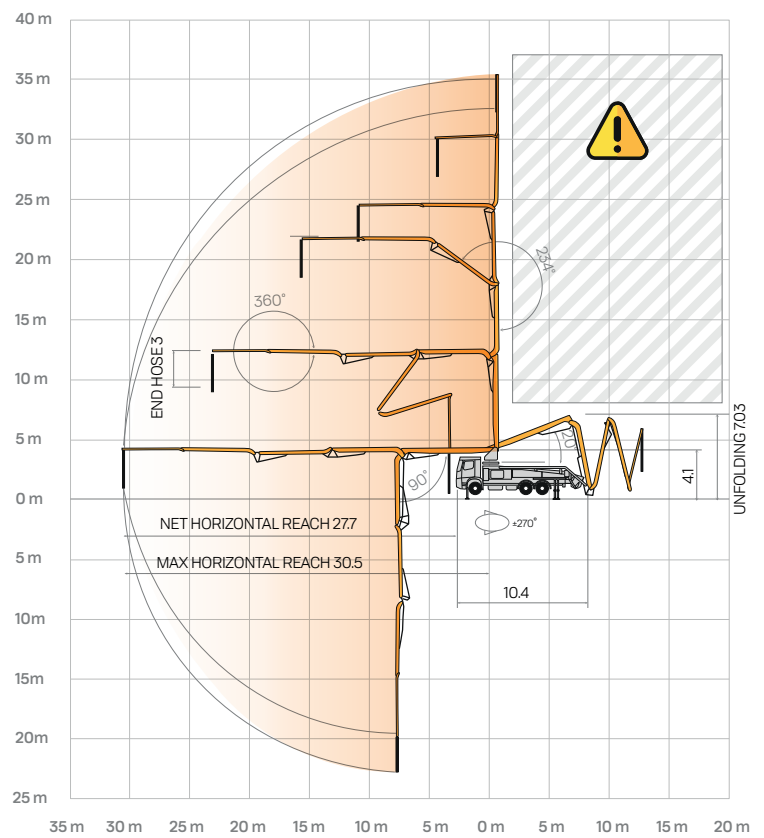 40 m
35 m
30 m
25 m
20 m
15 m
10 m
5 m
0 m
5 m
10m
15m
20m
25 m
234°
360°
END HOSE 3
20
90°
UNFOLDING 7.03
4.1
NET HORIZONTAL REACH 27.7
±270°
MAX HORIZONTAL REACH 30.5
10.4
35 m 30 m 25 m 20 m 15 m 10 m 5 m 0 m 5 m 10 m 15 m 20 m